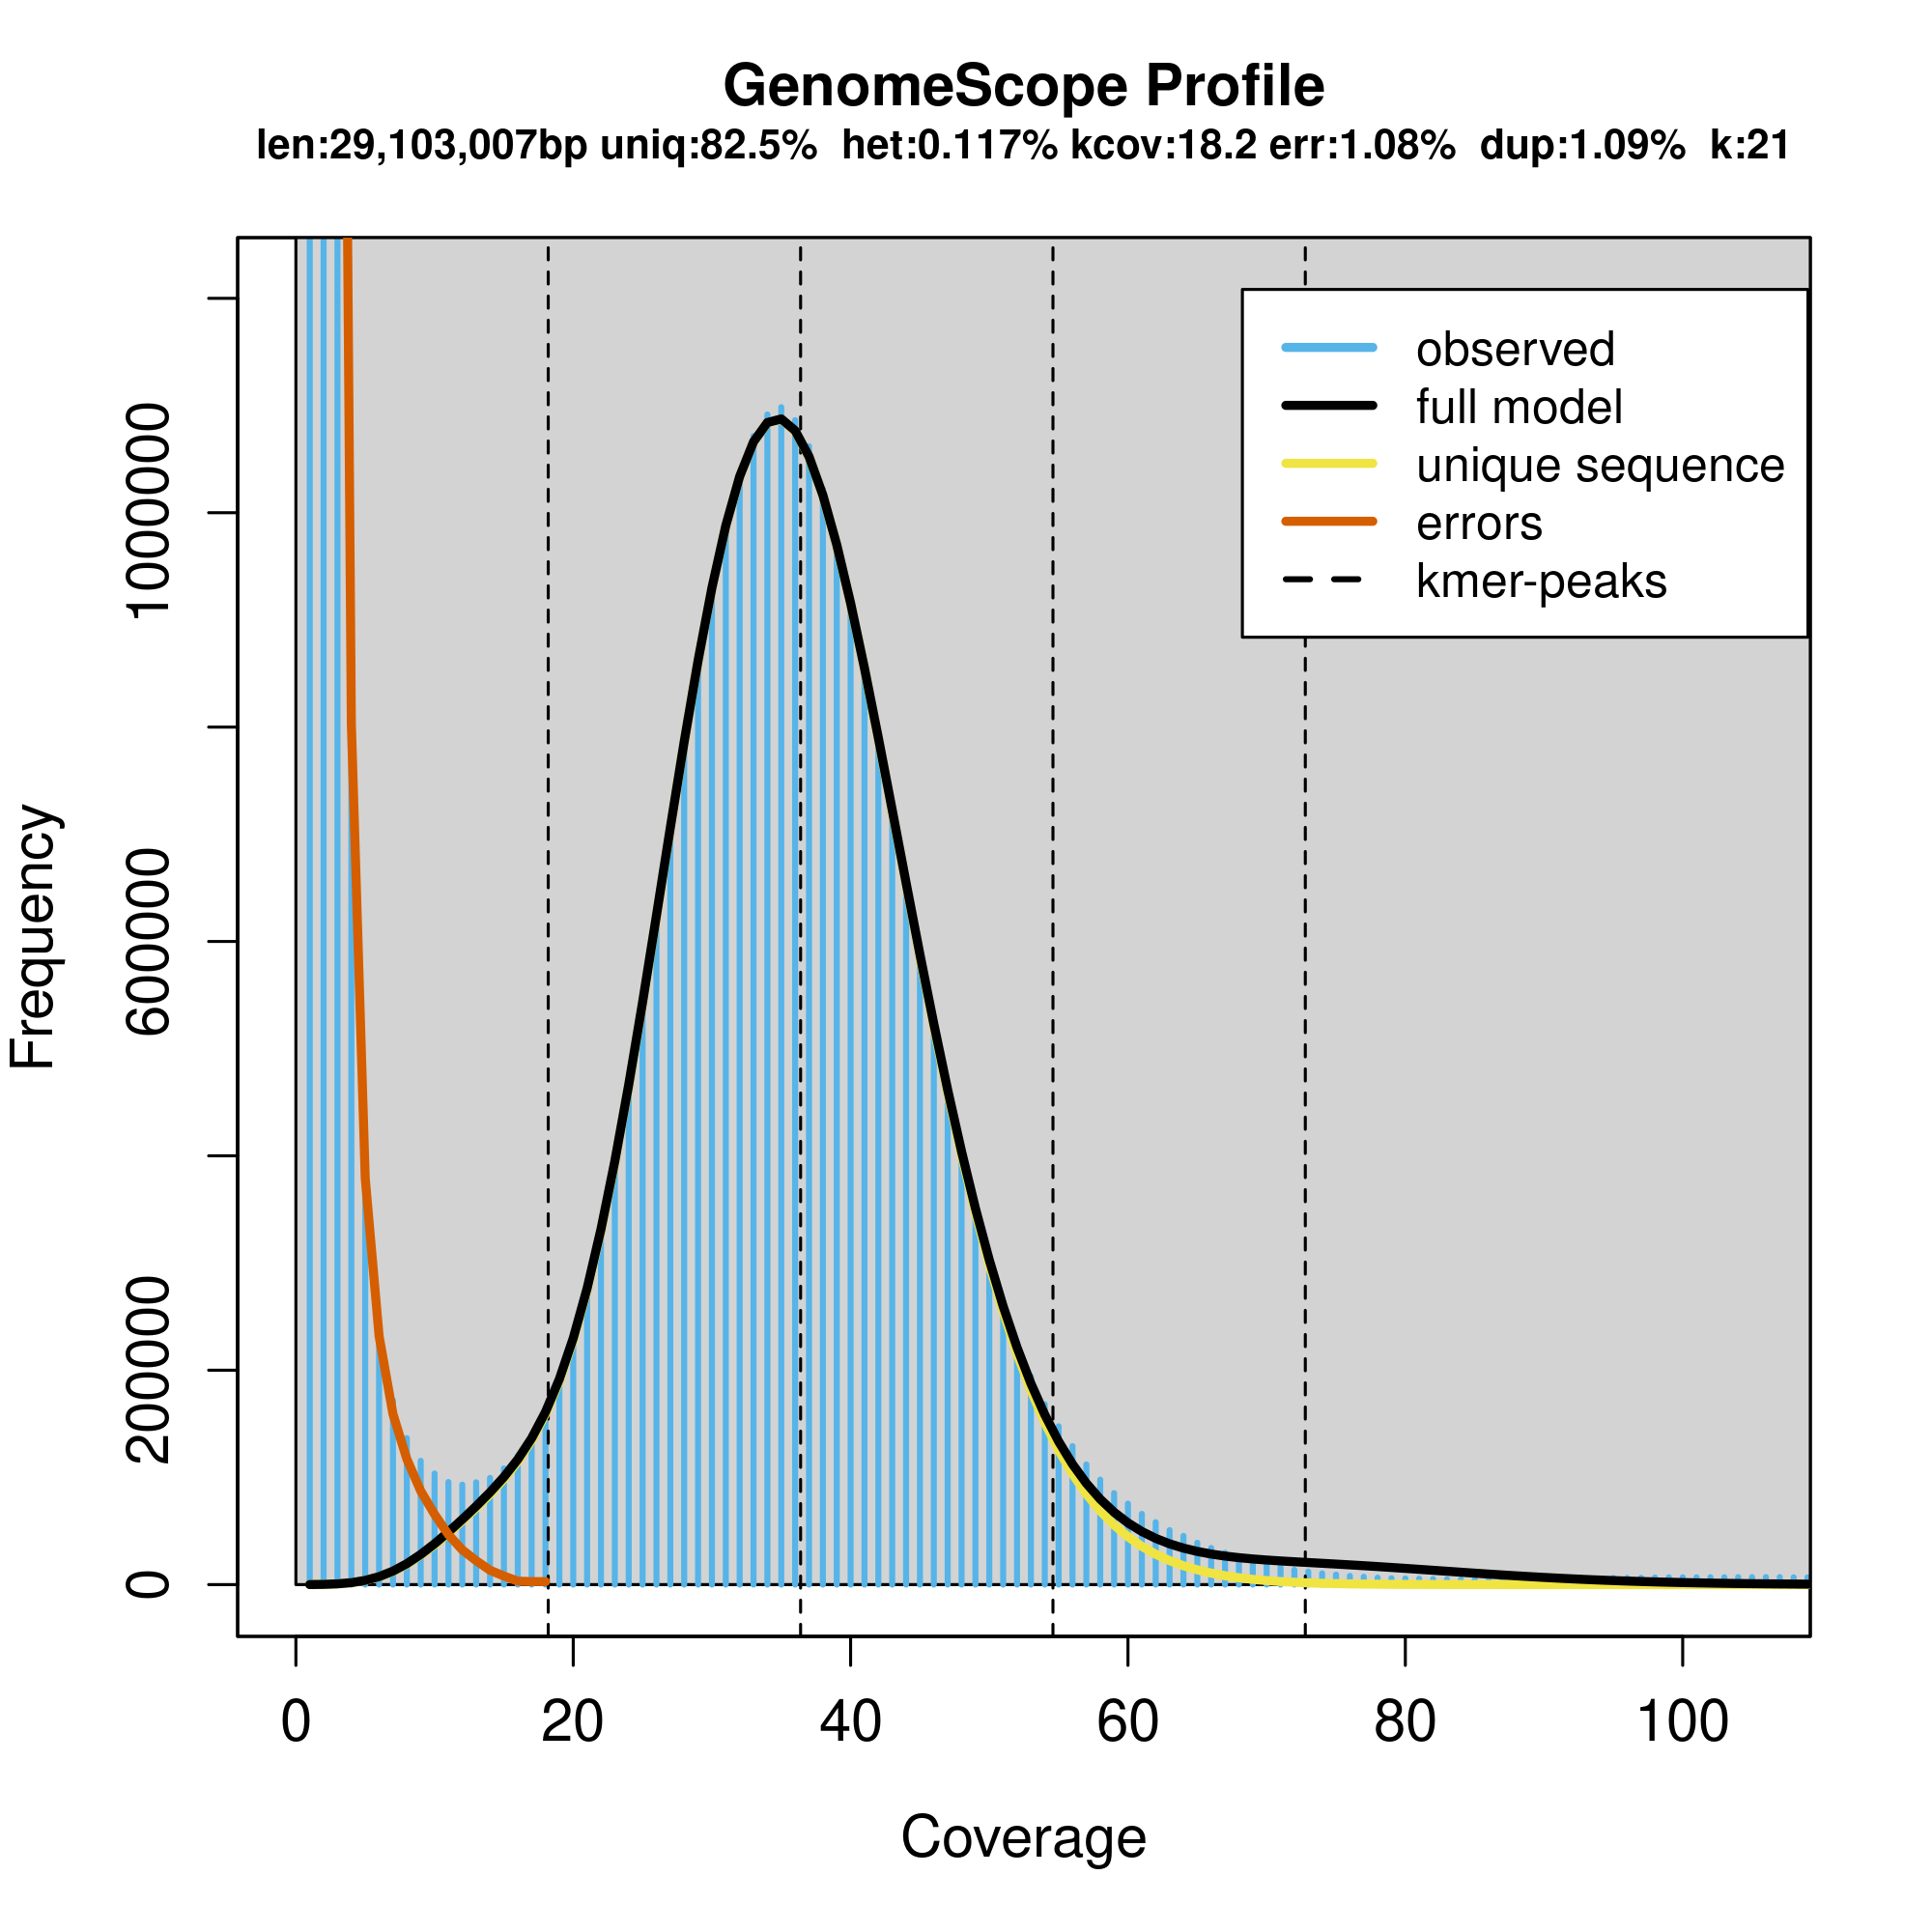 GenomeScope Profile
len:29,103,007bp uniq:82.5%  het:0.117% kcov:18.2 err:1.08%  dup:1.09%  k:21
observed
full model
unique sequence
errors
kmer-peaks
Frequency
1000000
600000
200000
0
0 20 40 60 80 100
Coverage